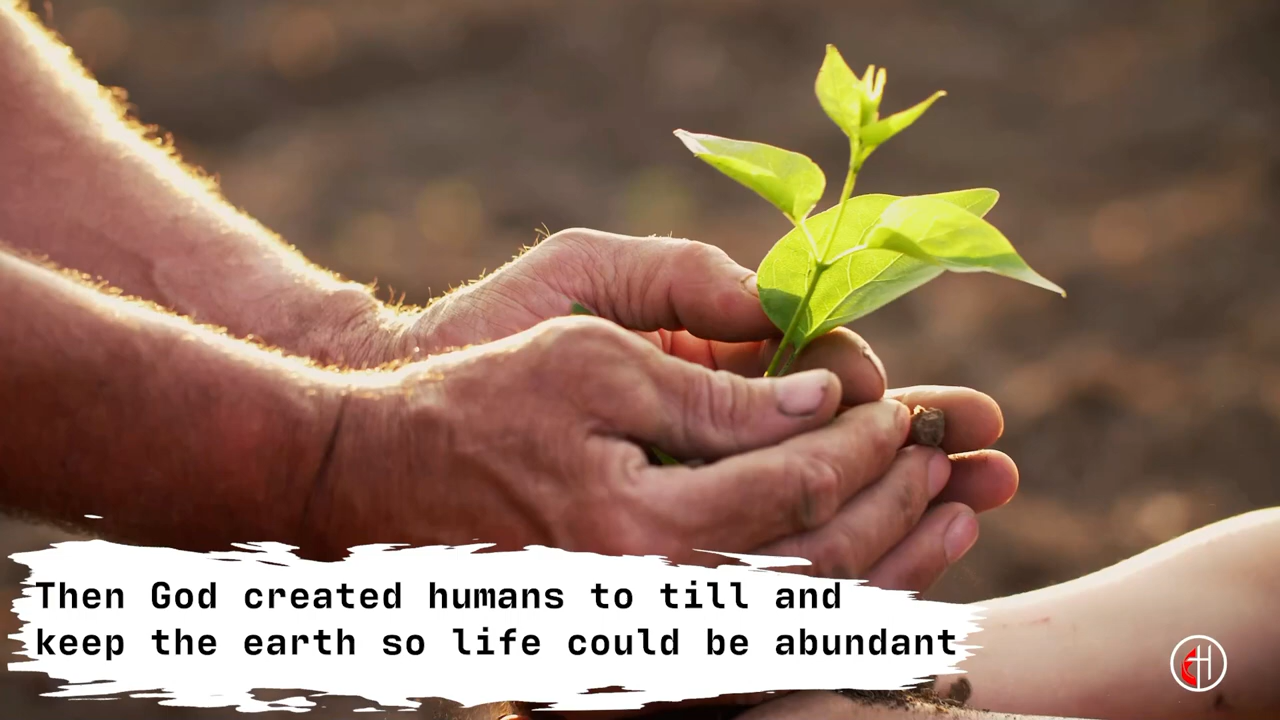 Then God created humans to till and
keep the earth so life could be abundant